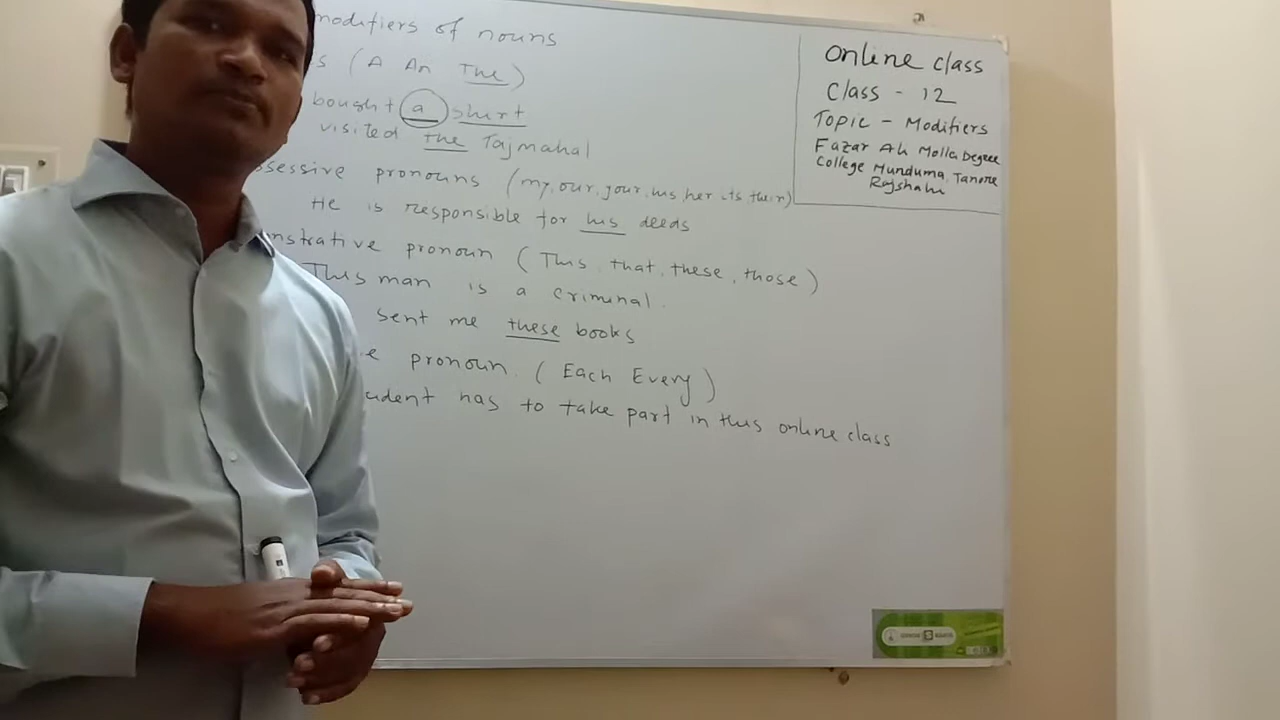 modifiers of nouns
s (A An The)
bought a shirt
visited the Tajmahal
ssessive pronouns (my, our, your, his, her its, their)
He is responsible for his deeds
nstrative pronoun (This, that, these, those)
This man is a criminal.
sent me these books
e pronoun. (Each Every)
udent has to take part in this online class
Online class
Class - 12
Topic - Modifiers
Fazar Ali Molla Degree
College Munduma, Tanore
Rajshahi